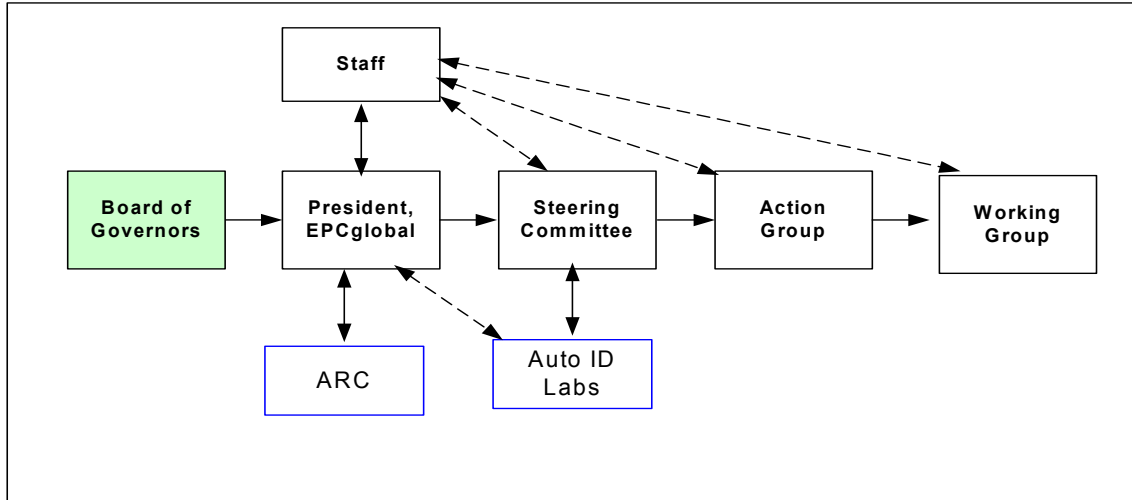 Staff
Board of
Governors
President,
EPCglobal
Steering
Committee
Action
Group
Working
Group
ARC
Auto ID
Labs